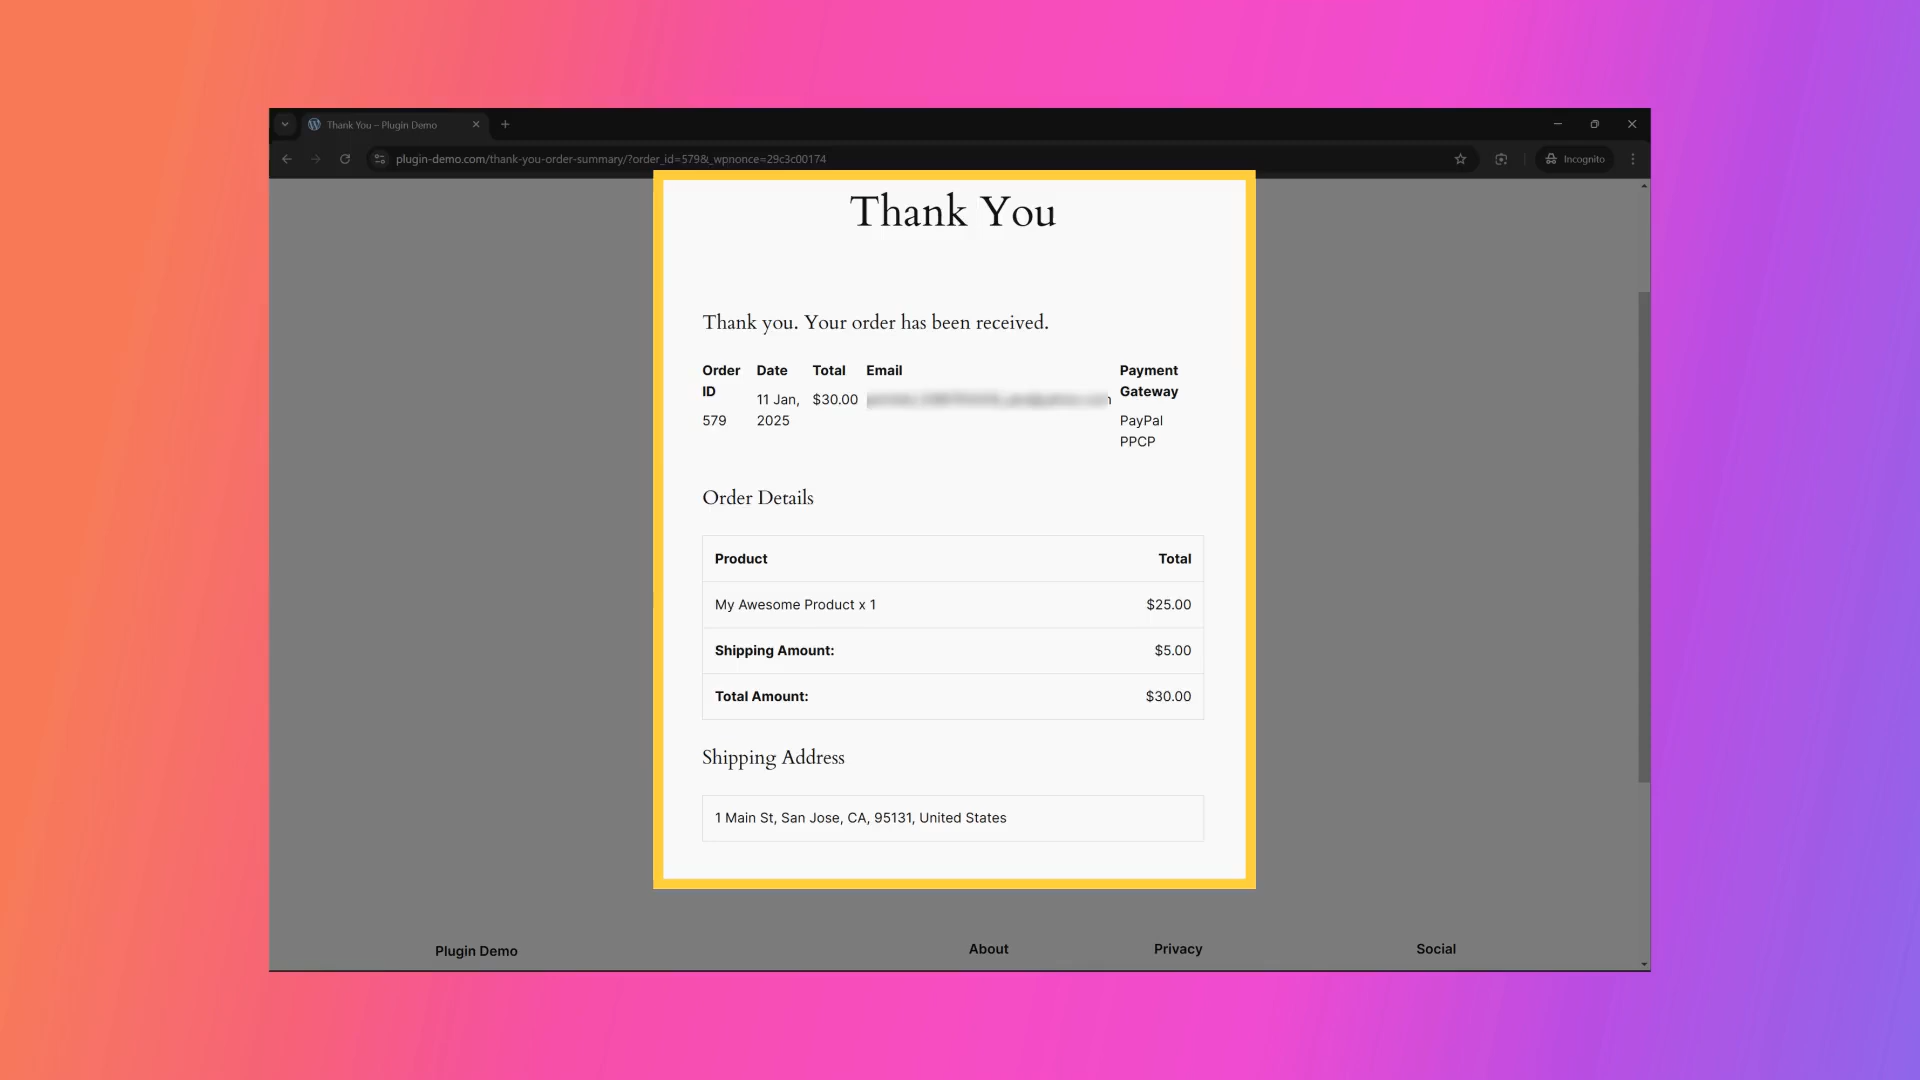 Thank You – Plugin Demo
plugin-demo.com/thank-you-order-summary/?order_id=579&_wpnonce=29c3c00174
Incognito
Thank You
Thank you. Your order has been received.
Order ID
579
Date
11 Jan, 2025
Total
$30.00
Email
Payment Gateway
PayPal PPCP
Order Details
Product Total
My Awesome Product x 1 $25.00
Shipping Amount: $5.00
Total Amount: $30.00
Shipping Address
1 Main St, San Jose, CA, 95131, United States
Plugin Demo About Privacy Social